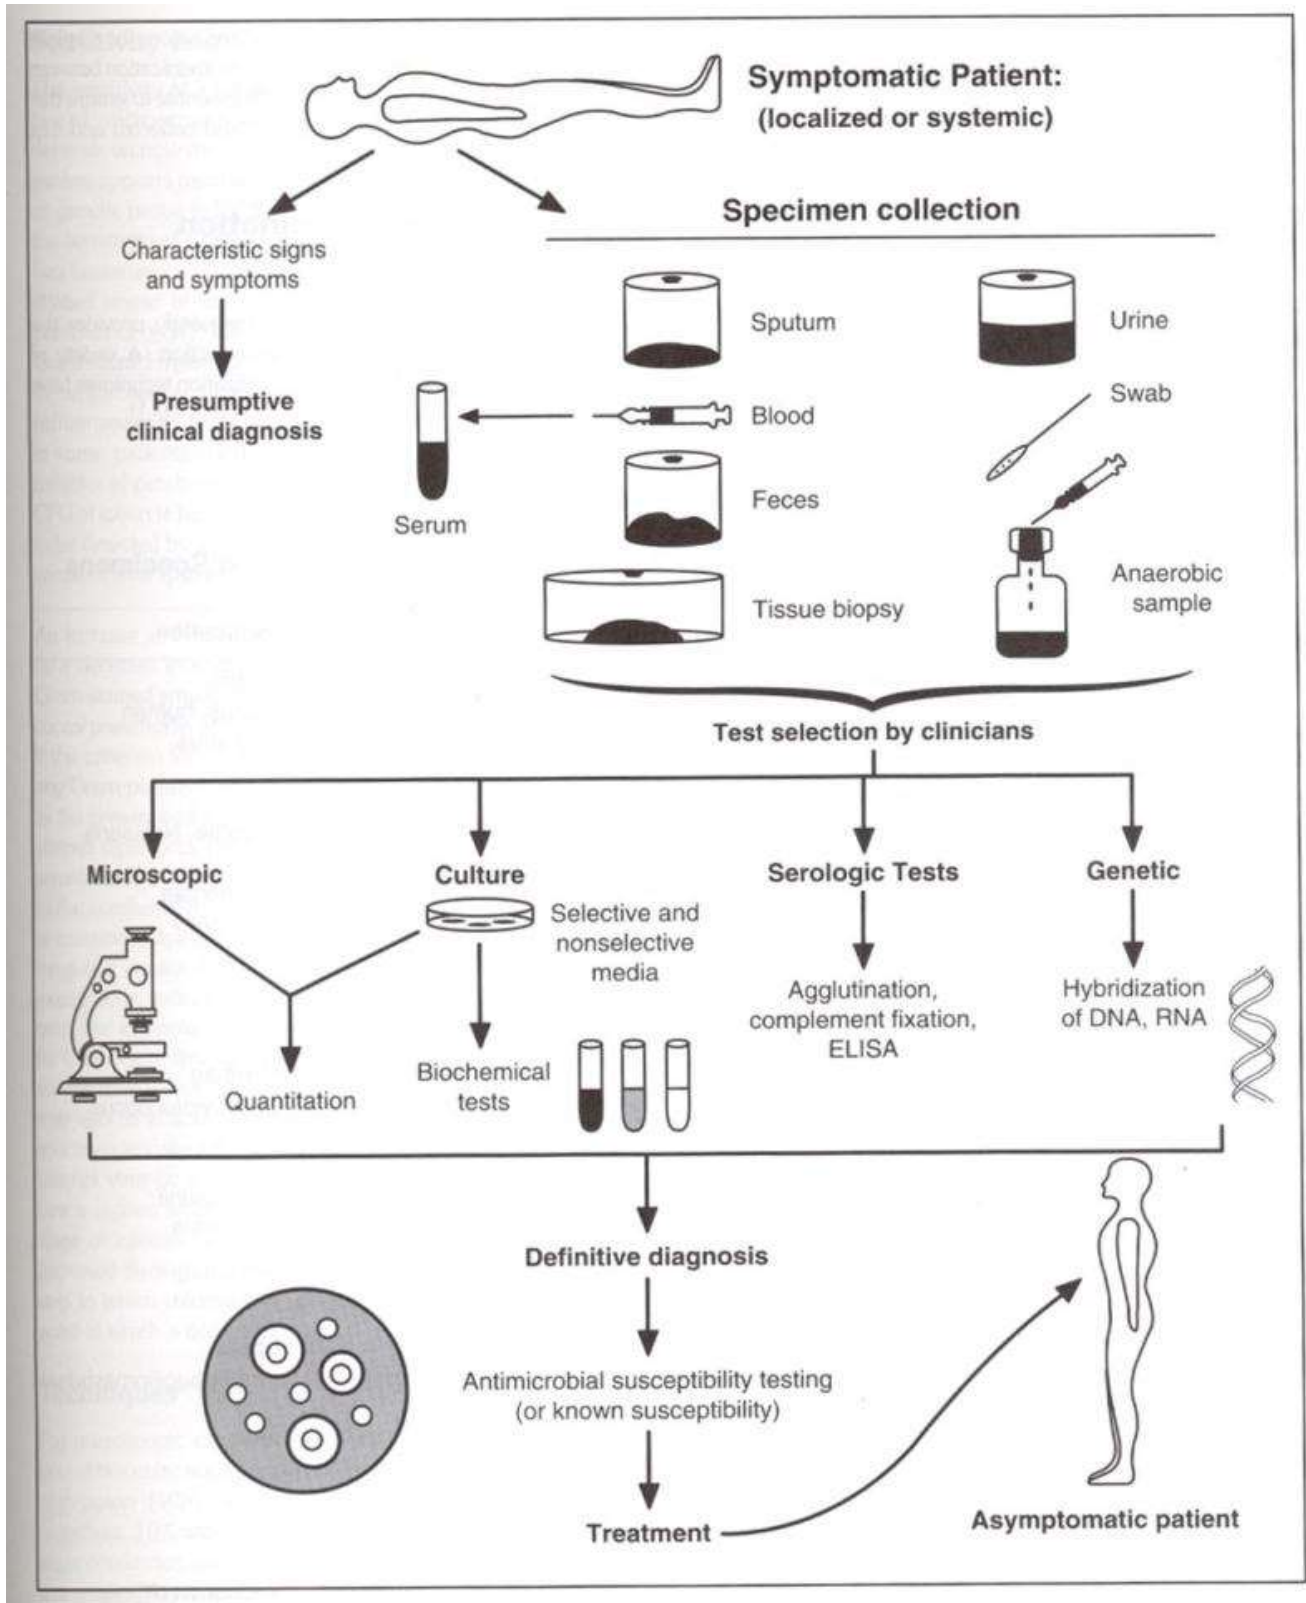 Symptomatic Patient:
(localized or systemic)
Specimen collection
Characteristic signs
and symptoms
Presumptive
clinical diagnosis
Serum
Sputum
Blood
Feces
Tissue biopsy
Urine
Swab
Anaerobic
sample
Test selection by clinicians
Microscopic
Culture
Selective and
nonselective
media
Serologic Tests
Genetic
Quantitation
Biochemical
tests
Agglutination,
complement fixation,
ELISA
Hybridization
of DNA, RNA
Definitive diagnosis
Antimicrobial susceptibility testing
(or known susceptibility)
Treatment
Asymptomatic patient